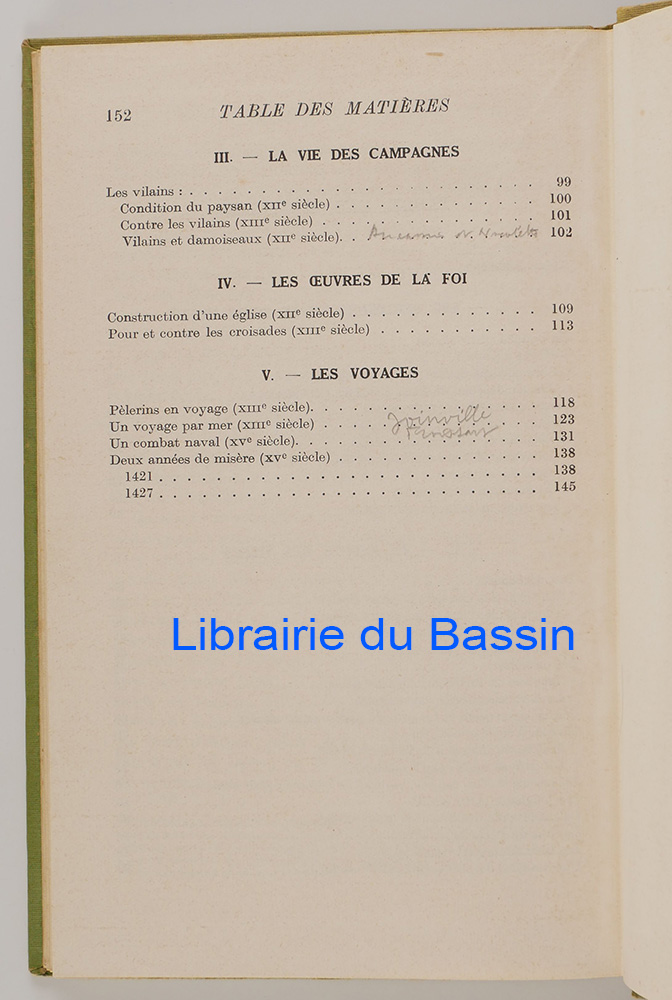 152 TABLE DES MATIÈRES
III. — LA VIE DES CAMPAGNES
Les vilains : . . . . . . . . . . . . . . . . . . . . . . . 99
Condition du paysan (XIIe siècle) . . . . . . . . . . . . . . 100
Contre les vilains (XIIIe siècle) . . . . . . . . . . . . . . . 101
Vilains et damoiseaux (XIIe siècle). . 102
IV. — LES ŒUVRES DE LA FOI
Construction d'une église (XIIe siècle) . . . . . . . . . . . . . 109
Pour et contre les croisades (XIIIe siècle) . . . . . . . . . . . 113
V. — LES VOYAGES
Pèlerins en voyage (XIIIe siècle). . . . . . . . . . . . . . . 118
Un voyage par mer (XIIIe siècle) . . . . . . . . . . . . . . . 123
Joinville
Un combat naval (XVe siècle). . . . . . . . . . . . . . . . 131
Deux années de misère (XVe siècle) . . . . . . . . . . . . . . 138
1421 . . . . . . . . . . . . . . . . . . . . . . . . 138
1427 . . . . . . . . . . . . . . . . . . . . . . . . 145
Librairie du Bassin